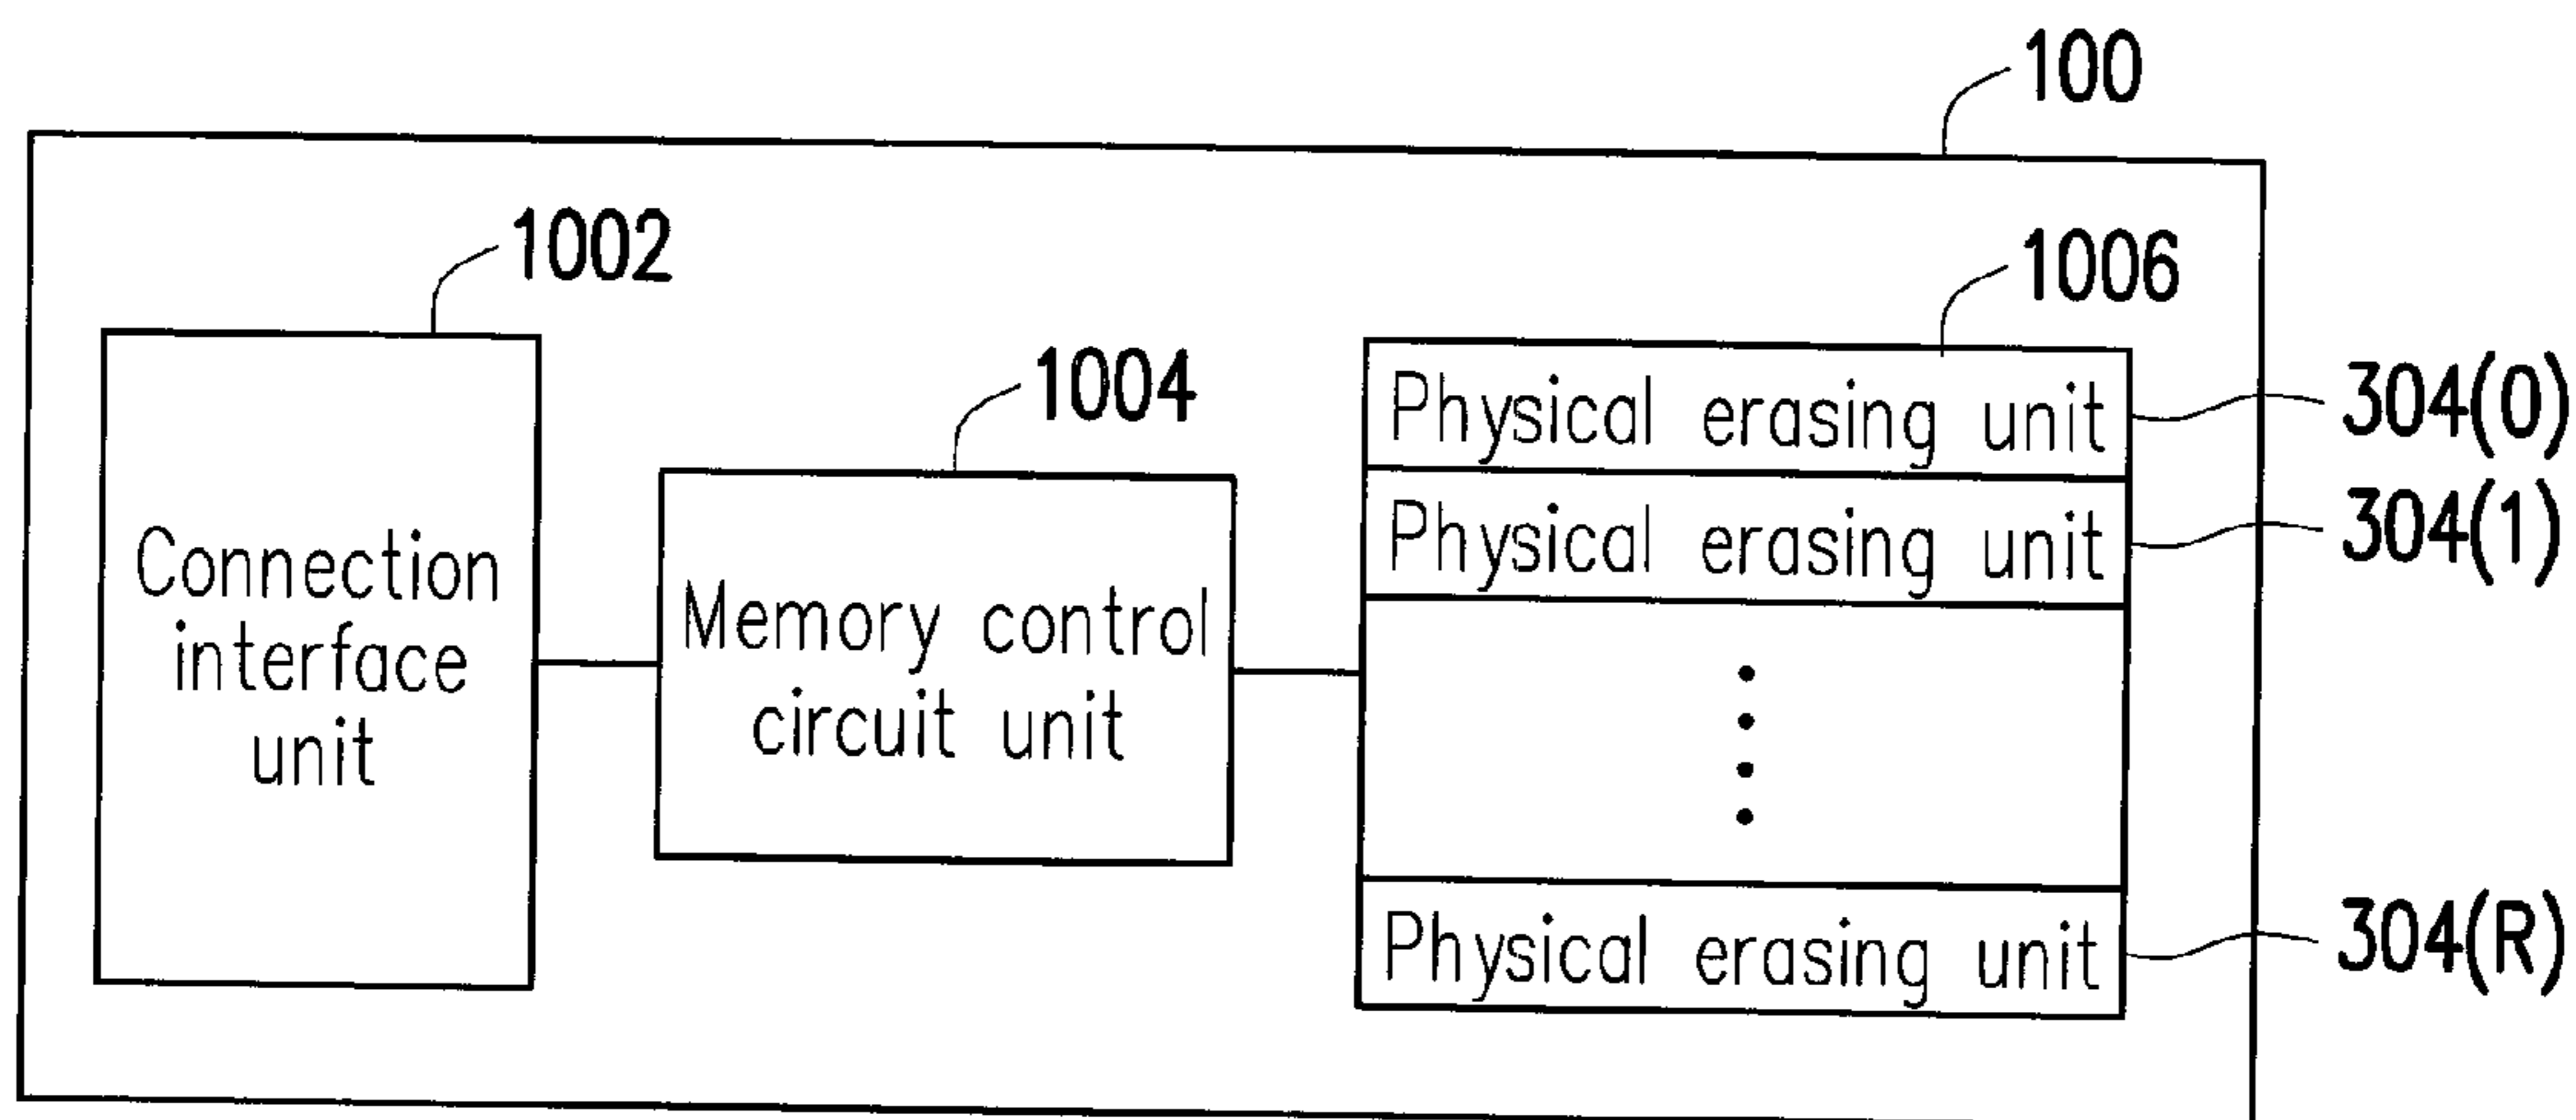 100
1002
1006
1004
Physical erasing unit
304(0)
Physical erasing unit
304(1)
Connection
interface
unit
Memory control
circuit unit
Physical erasing unit
304(R)